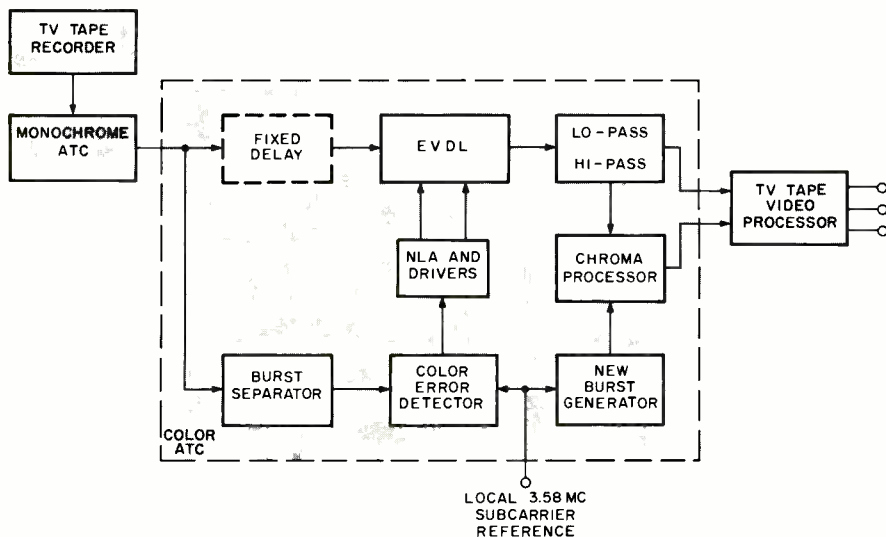 TV TAPE
RECORDER
MONOCHROME
ATC
FIXED
DELAY
EVDL
LO-PASS
HI-PASS
TV TAPE
VIDEO
PROCESSOR
NLA AND
DRIVERS
CHROMA
PROCESSOR
BURST
SEPARATOR
COLOR
ERROR
DETECTOR
NEW
BURST
GENERATOR
COLOR
ATC
LOCAL 3.58 MC
SUBCARRIER
REFERENCE